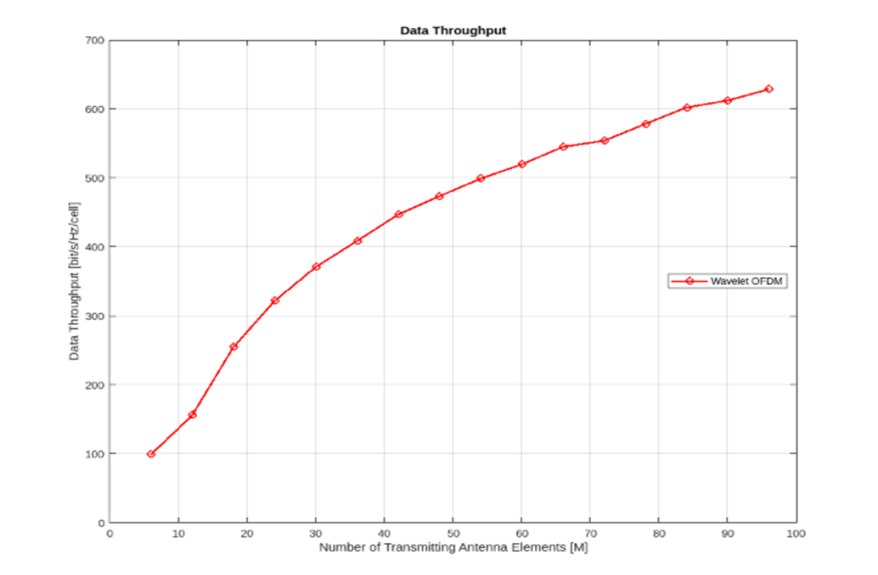 Data Throughput
700
600
500
400
300
200
100
0
Data Throughput [bit/s/Hz/cell]
Wavelet OFDM
0 10 20 30 40 50 60 70 80 90 100
Number of Transmitting Antenna Elements [M]